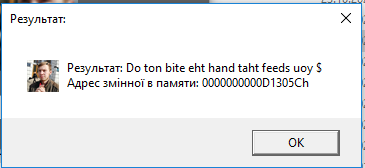 Результат:
Результат: Do ton bite eht hand taht feeds uoy $
Адрес змінної в памяти: 0000000000D1305Ch
OK